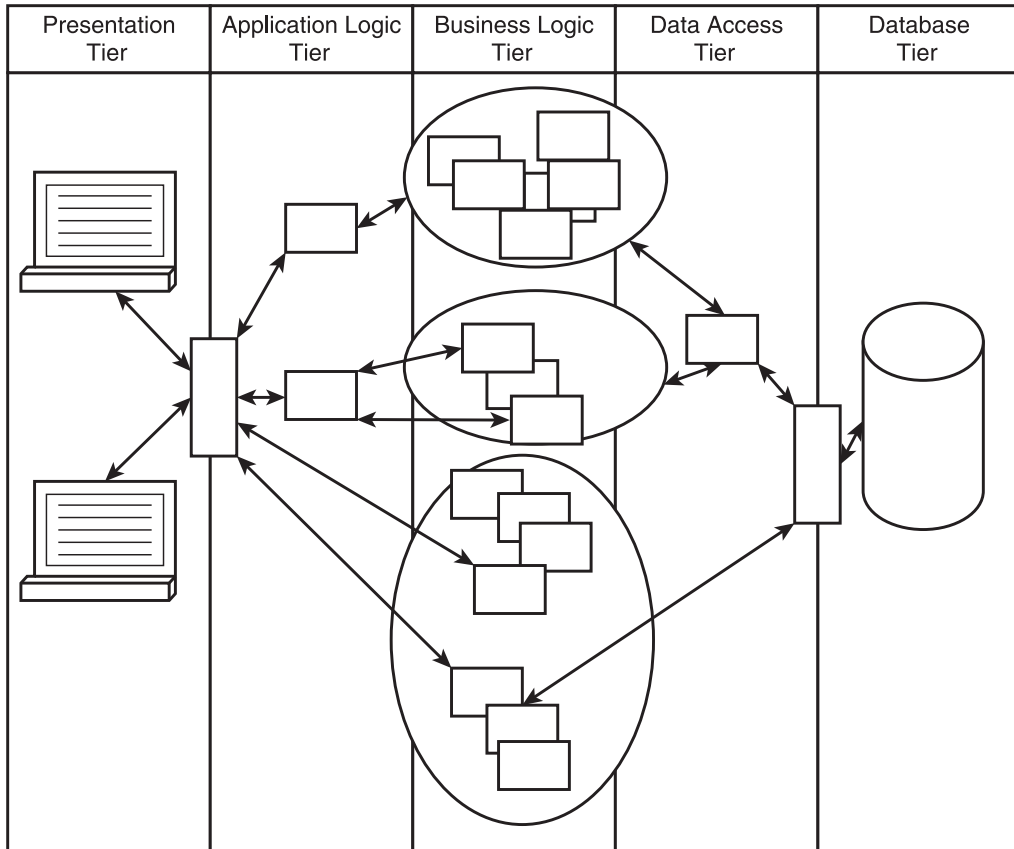 Presentation
Tier
Application Logic
Tier
Business Logic
Tier
Data Access
Tier
Database
Tier